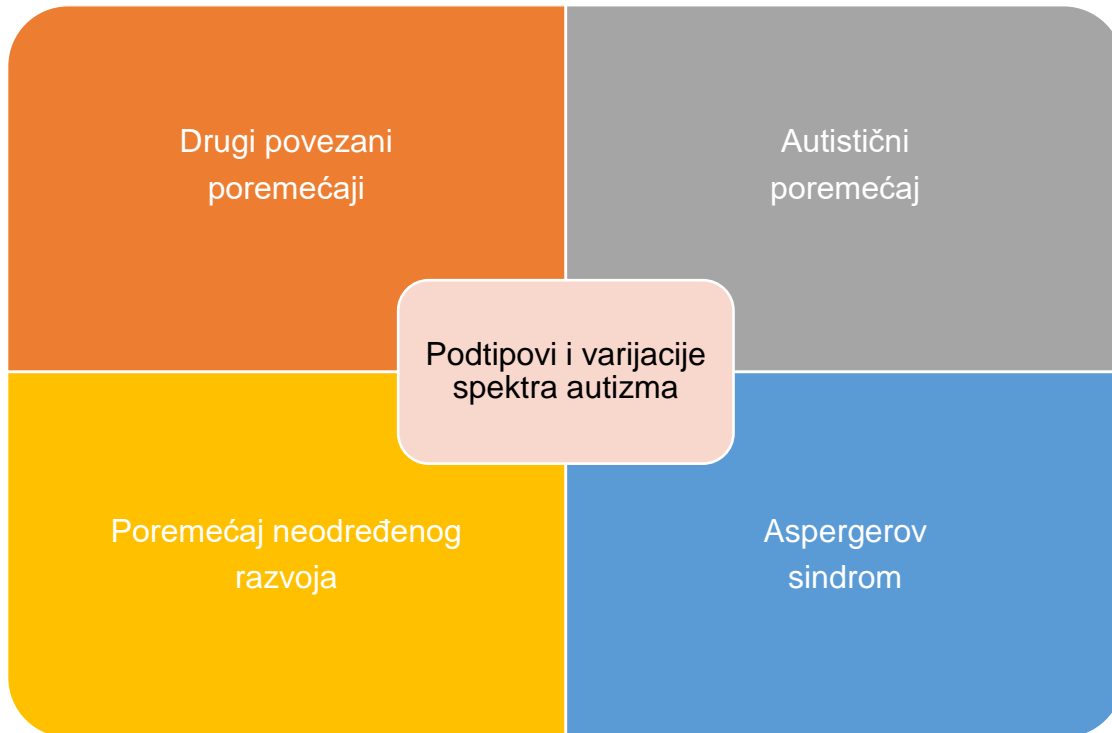 Drugi povezani
poremećaji
Autistični
poremećaj
Podtipovi i varijacije
spektra autizma
Poremećaj neodređenog
razvoja
Aspergerov
sindrom